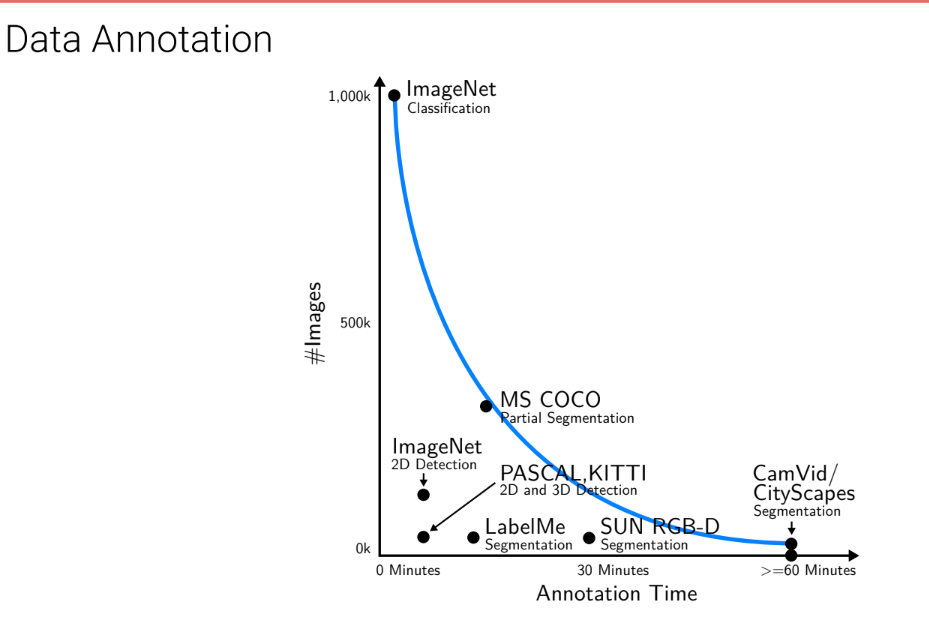 Data Annotation
1,000k
ImageNet
Classification
#Images
500k
MS COCO
Partial Segmentation
ImageNet
2D Detection
PASCAL,KITTI
2D and 3D Detection
CamVid/
CityScapes
Segmentation
LabelMe
Segmentation
SUN RGB-D
Segmentation
0k
0 Minutes
30 Minutes
>=60 Minutes
Annotation Time